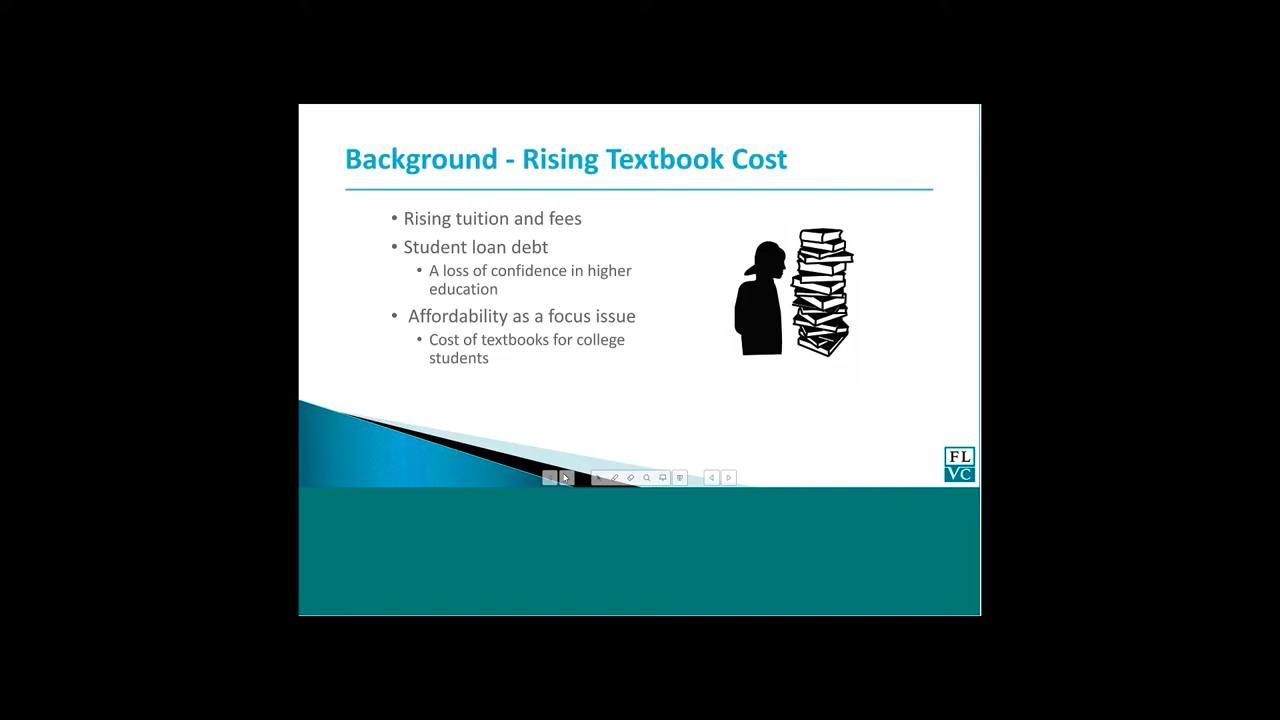 Background - Rising Textbook Cost
• Rising tuition and fees
• Student loan debt
• A loss of confidence in higher
education
• Affordability as a focus issue
• Cost of textbooks for college
students
FL
VC